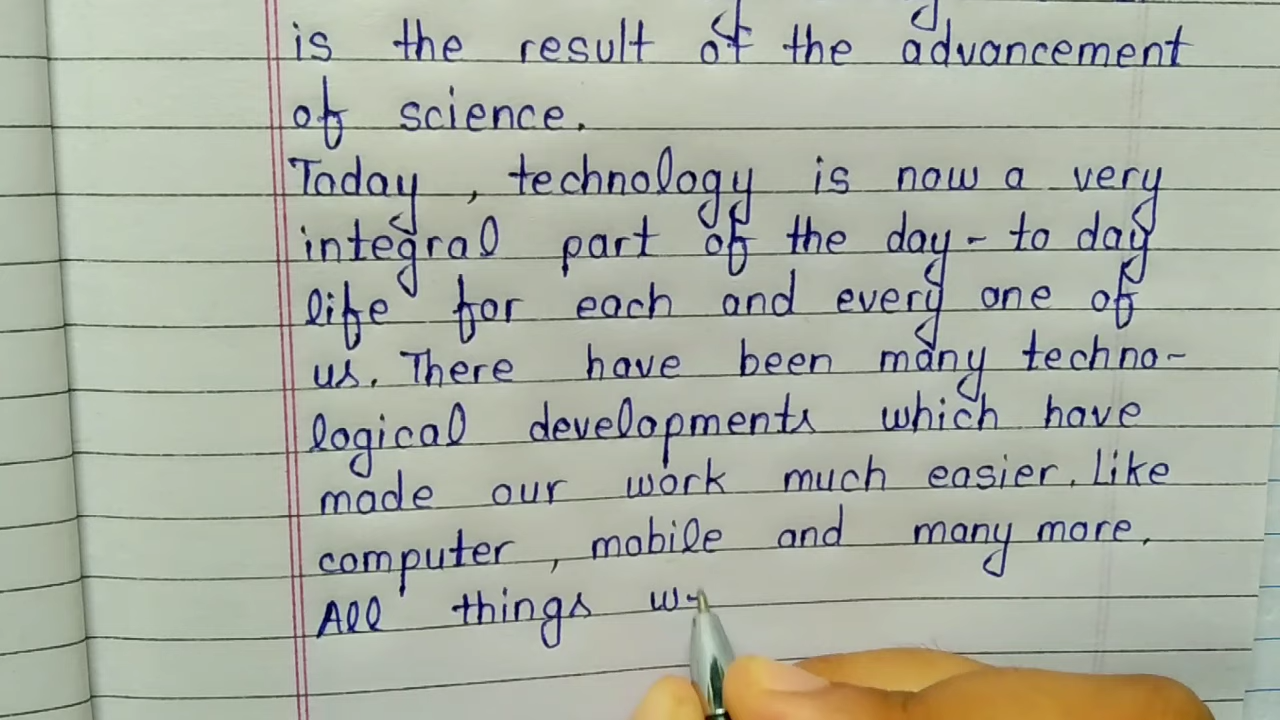 is the result of the advancement
of science.
Today, technology is now a very
integral part of the day- to day
life for each and every one of
us. There have been many techno-
logical developments which have
made our work much easier. Like
computer, mobile and many more.
All things